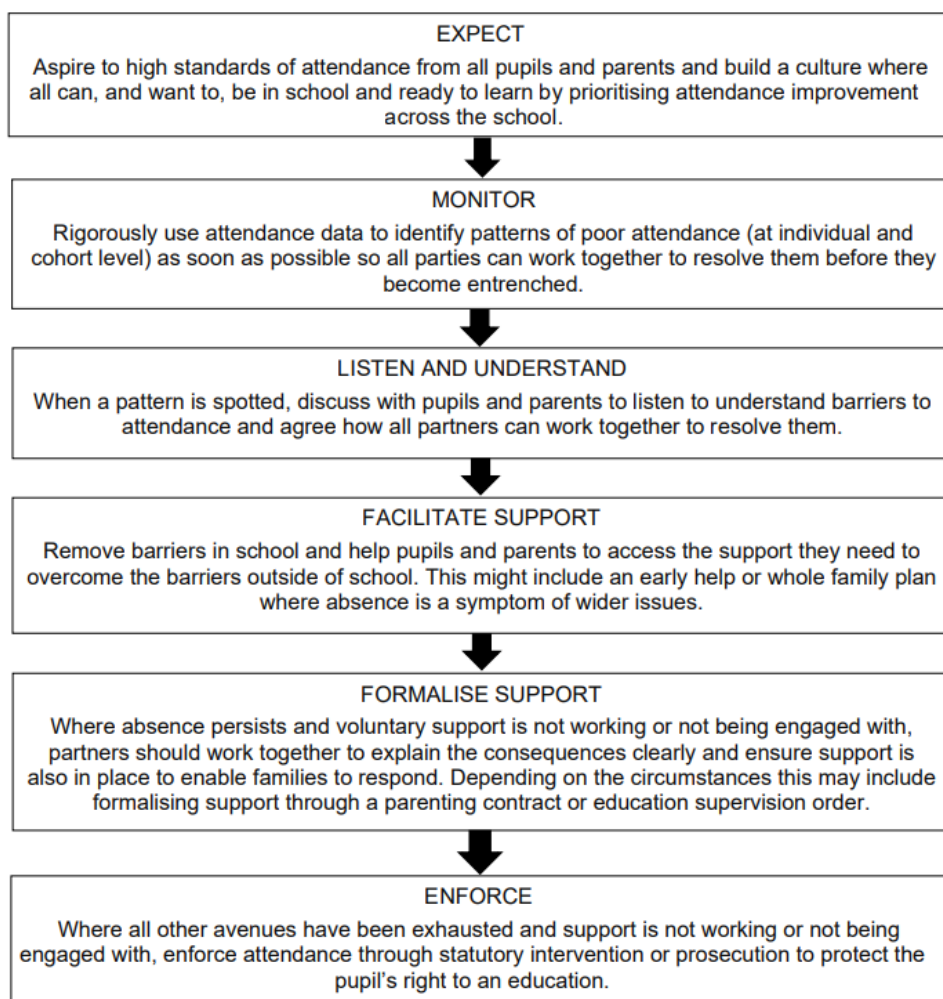 EXPECT
Aspire to high standards of attendance from all pupils and parents and build a culture where
all can, and want to, be in school and ready to learn by prioritising attendance improvement
across the school.
MONITOR
Rigorously use attendance data to identify patterns of poor attendance (at individual and
cohort level) as soon as possible so all parties can work together to resolve them before they
become entrenched.
LISTEN AND UNDERSTAND
When a pattern is spotted, discuss with pupils and parents to listen to understand barriers to
attendance and agree how all partners can work together to resolve them.
FACILITATE SUPPORT
Remove barriers in school and help pupils and parents to access the support they need to
overcome the barriers outside of school. This might include an early help or whole family plan
where absence is a symptom of wider issues.
FORMALISE SUPPORT
Where absence persists and voluntary support is not working or not being engaged with,
partners should work together to explain the consequences clearly and ensure support is
also in place to enable families to respond. Depending on the circumstances this may include
formalising support through a parenting contract or education supervision order.
ENFORCE
Where all other avenues have been exhausted and support is not working or not being
engaged with, enforce attendance through statutory intervention or prosecution to protect the
pupil's right to an education.